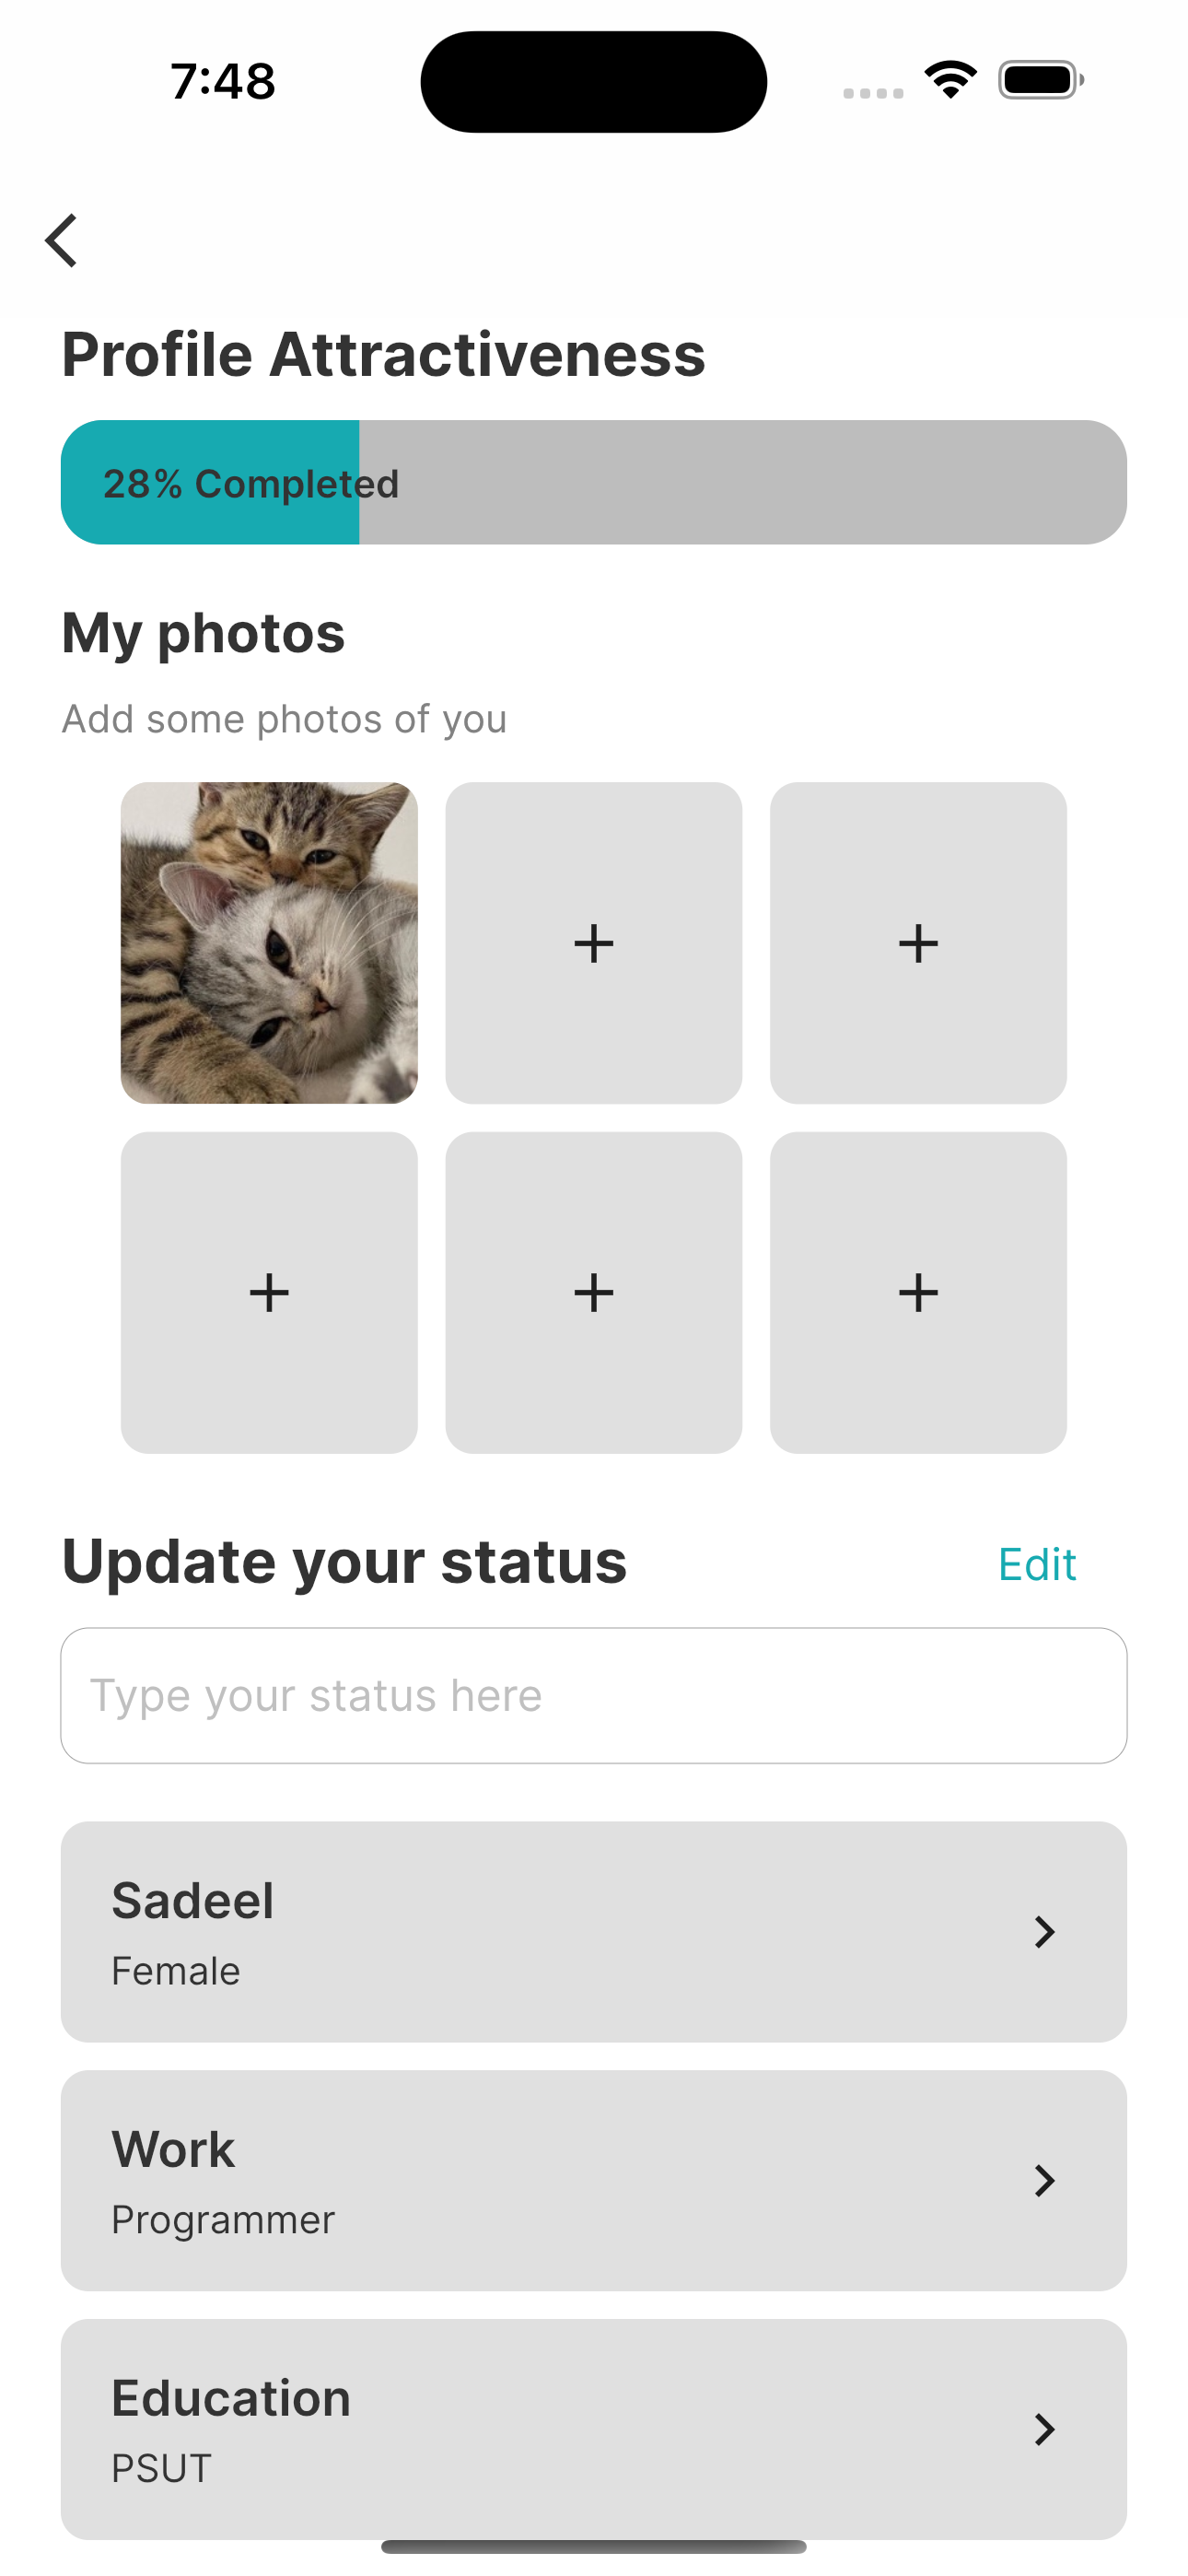 7:48
Profile Attractiveness
28% Completed
My photos
Add some photos of you
+
+
+
+
+
Update your status
Edit
Type your status here
Sadeel
Female
Work
Programmer
Education
PSUT